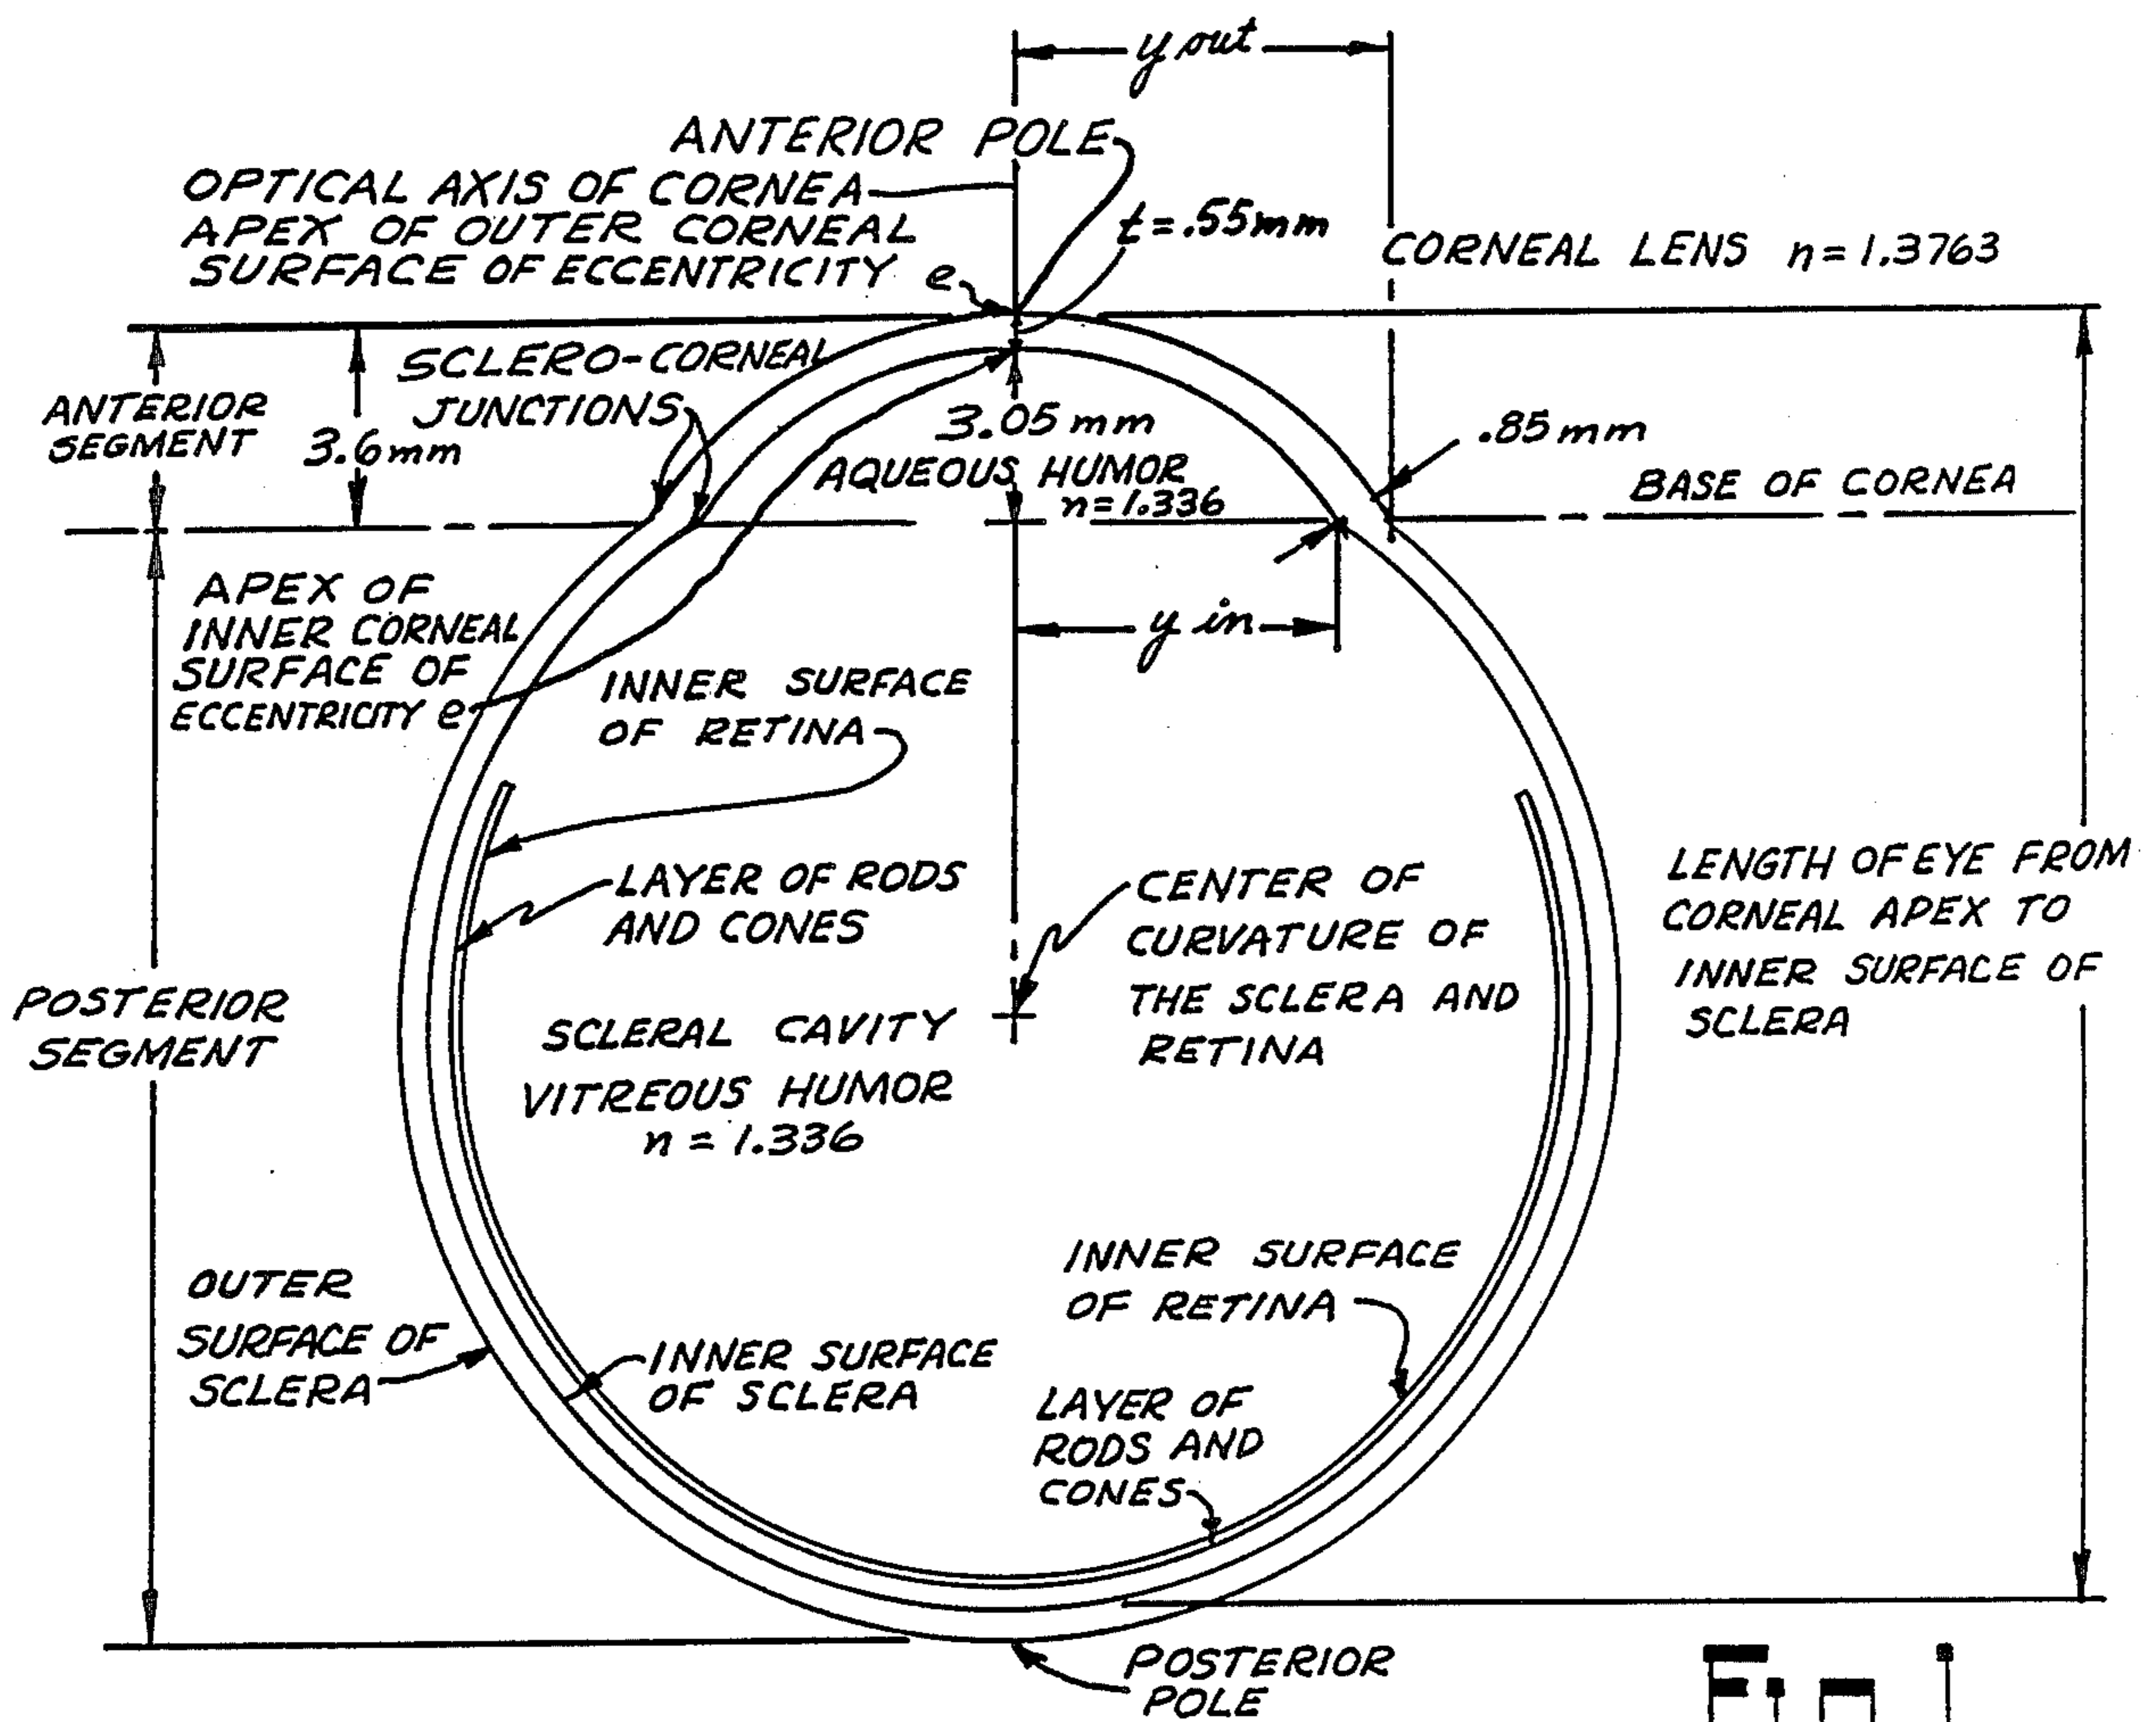 y out
ANTERIOR POLE
OPTICAL AXIS OF CORNEA
APEX OF OUTER CORNEAL
SURFACE OF ECCENTRICITY e
t=.55mm
CORNEAL LENS n=1.3763
SCLERO-CORNEAL
JUNCTIONS
ANTERIOR
SEGMENT
3.6mm
3.05mm
.85mm
AQUEOUS HUMOR
n=1.336
BASE OF CORNEA
APEX OF
INNER CORNEAL
SURFACE OF
ECCENTRICITY e
y in
INNER SURFACE
OF RETINA
LAYER OF RODS
AND CONES
CENTER OF
CURVATURE OF
THE SCLERA AND
RETINA
LENGTH OF EYE FROM
CORNEAL APEX TO
INNER SURFACE OF
SCLERA
POSTERIOR
SEGMENT
SCLERAL CAVITY
VITREOUS HUMOR
n = 1.336
INNER SURFACE
OF RETINA
OUTER
SURFACE OF
SCLERA
INNER SURFACE
OF SCLERA
LAYER OF
RODS AND
CONES
POSTERIOR
POLE